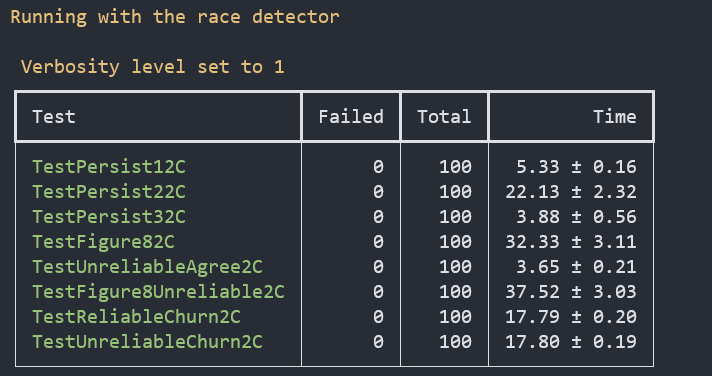 Running with the race detector
Verbosity level set to 1
Test Failed Total Time
TestPersist12C 0 100 5.33 ± 0.16
TestPersist22C 0 100 22.13 ± 2.32
TestPersist32C 0 100 3.88 ± 0.56
TestFigure82C 0 100 32.33 ± 3.11
TestUnreliableAgree2C 0 100 3.65 ± 0.21
TestFigure8Unreliable2C 0 100 37.52 ± 3.03
TestReliableChurn2C 0 100 17.79 ± 0.20
TestUnreliableChurn2C 0 100 17.80 ± 0.19